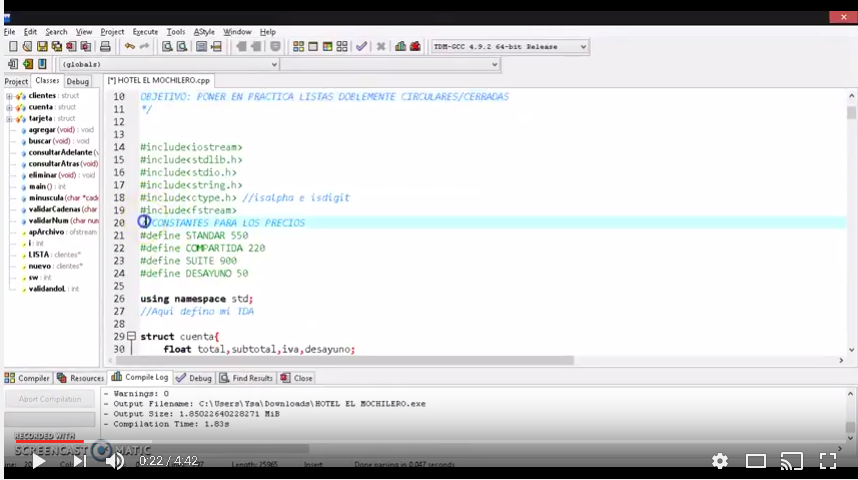 File Edit Search View Project Execute Tools AStyle Window Help
TDM-GCC 4.9.2 64-bit Release
(globals)
Project Classes Debug [*] HOTEL EL MOCHILERO.cpp
clientes : struct
cuenta : struct
tarjeta : struct
agregar (void) : void
buscar (void) : void
consultarAdelante (v
consultarAtras (void)
eliminar (void) : void
main () : int
minuscula (char *cade
validarCadenas (char
validarNum (char num
apArchivo : ofstream
i : int
LISTA : clientes*
nuevo : clientes*
sw : int
validandoL : int
10 OBJETIVO: PONER EN PRACTICA LISTAS DOBLEMENTE CIRCULARES/CERRADAS
11 */
12
13
14 #include<iostream>
15 #include<stdlib.h>
16 #include<stdio.h>
17 #include<string.h>
18 #include<ctype.h> //isalpha e isdigit
19 #include<fstream>
20 /CONSTANTES PARA LOS PRECIOS
21 #define STANDAR 550
22 #define COMPARTIDA 220
23 #define SUITE 900
24 #define DESAYUNO 50
25
26 using namespace std;
27 //Aqui defino mi TDA
28
29 struct cuenta{
30 float total,subtotal,iva,desayuno;
Compiler Resources Compile Log Debug Find Results Close
Abort Compilation
- Warnings: 0
- Output Filename: C:\Users\Ysa\Downloads\HOTEL EL MOCHILERO.exe
- Output Size: 1.85022640228271 MiB
- Compilation Time: 1.83s
RECORDED WITH
SCREENCAST MATIC
Length: 25965 Insert Done parsing in 0.047 seconds
0:22 / 4:42